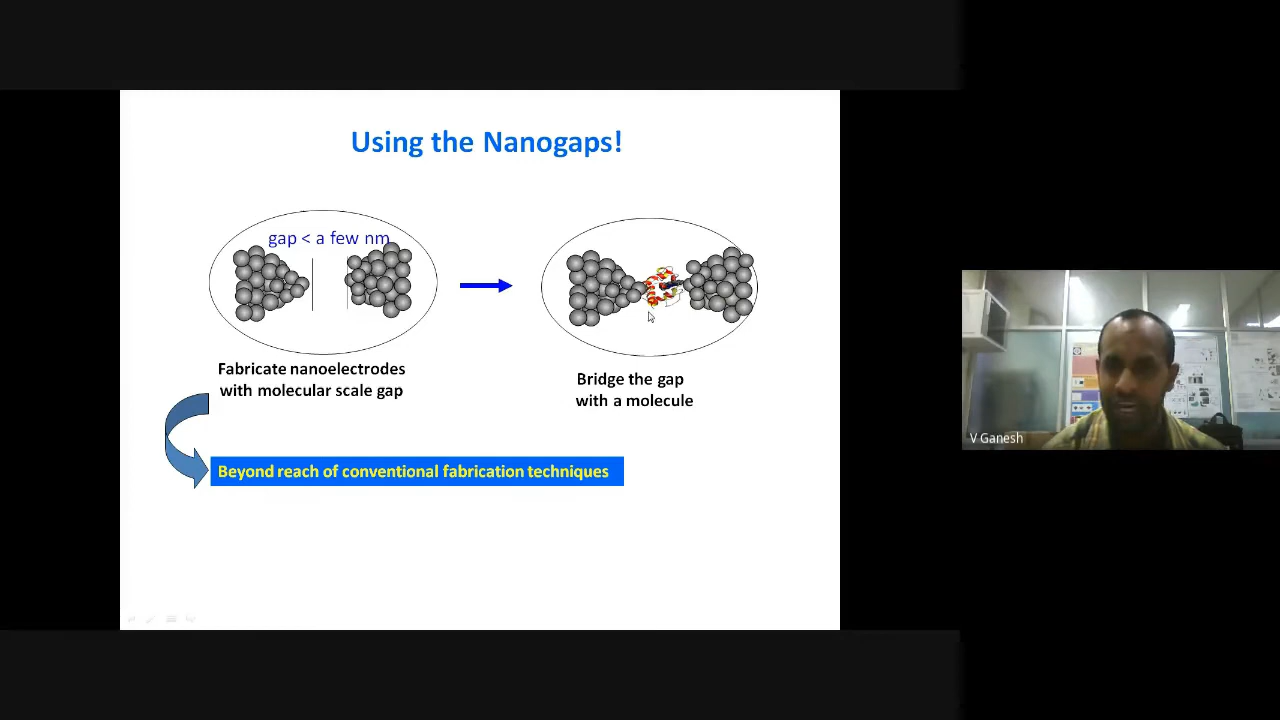 Using the Nanogaps!
gap < a few nm
Fabricate nanoelectrodes
with molecular scale gap
Bridge the gap
with a molecule
Beyond reach of conventional fabrication techniques
V Ganesh